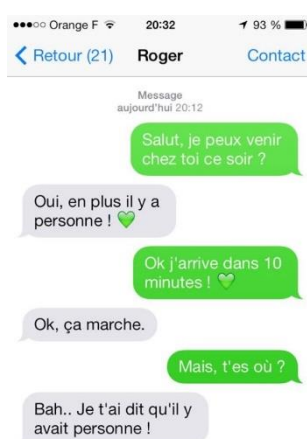 Orange F 20:32 93 %
Retour (21) Roger Contact
Message
aujourd'hui 20:12
Salut, je peux venir
chez toi ce soir ?
Oui, en plus il y a
personne ! 💚
Ok j'arrive dans 10
minutes ! 💚
Ok, ça marche.
Mais, t'es où ?
Bah.. Je t'ai dit qu'il y
avait personne !